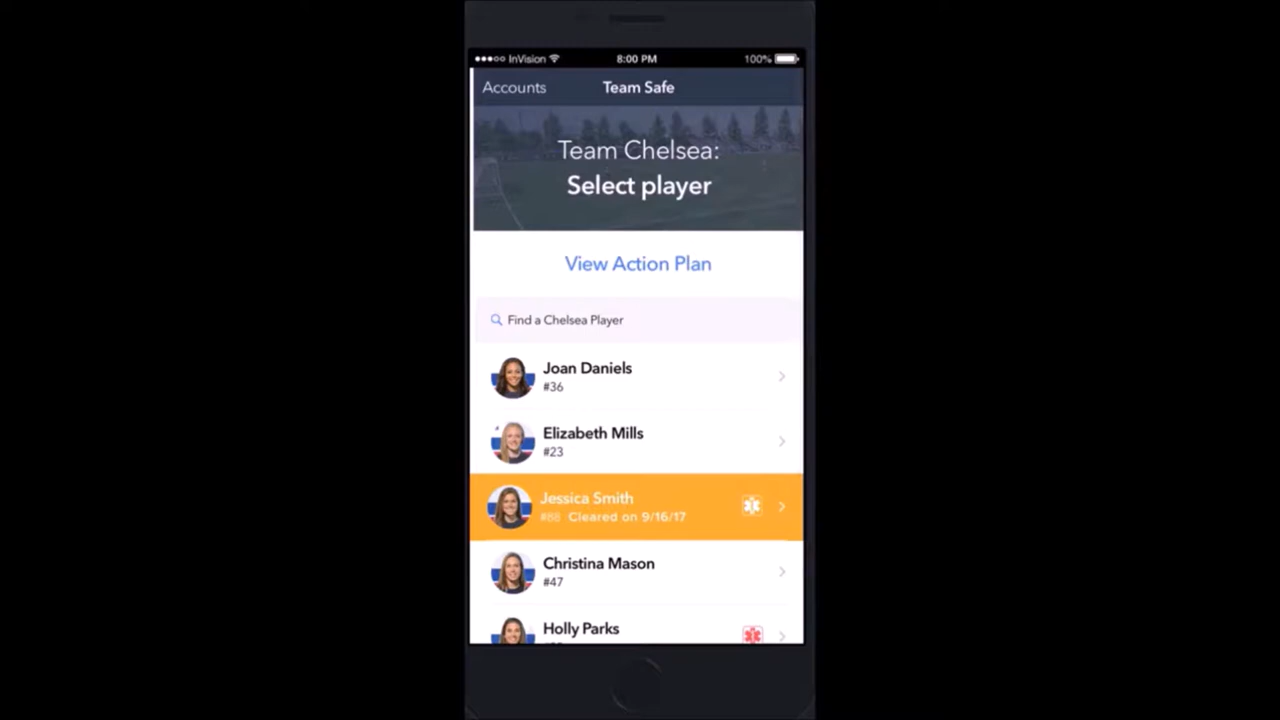 InVision 8:00 PM 100%
Accounts Team Safe
Team Chelsea:
Select player
View Action Plan
Find a Chelsea Player
Joan Daniels
#36
Elizabeth Mills
#23
Jessica Smith
#88 Cleared on 9/16/17
Christina Mason
#47
Holly Parks